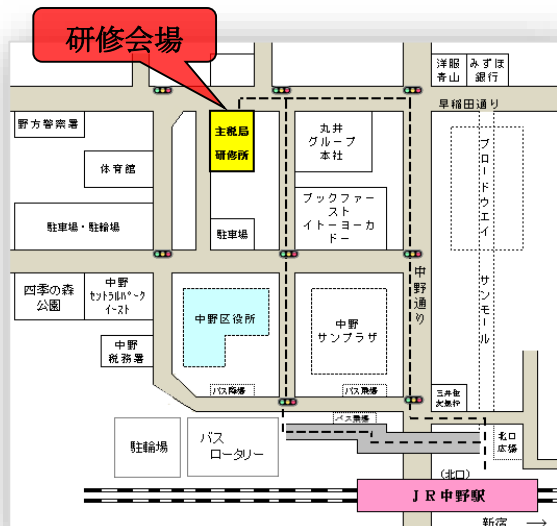 研修会場
洋服
青山
みずほ
銀行
早稲田通り
野方警察署
主税局
研修所
丸井
グループ
本社
体育館
ブロードウエイ
ブックファー
スト
イトーヨーカ
ドー
駐車場・駐輪場
駐車場
中野通り
サンモール
四季の森
公園
中野
セントラルパーク
イースト
中野区役所
中野
サンプラザ
中野
税務署
バス降場
バス乗場
三井住
友銀行
バス乗場
駐輪場
バス
ロータリー
北口
広場
(北口)
ＪＲ中野駅
新宿 →